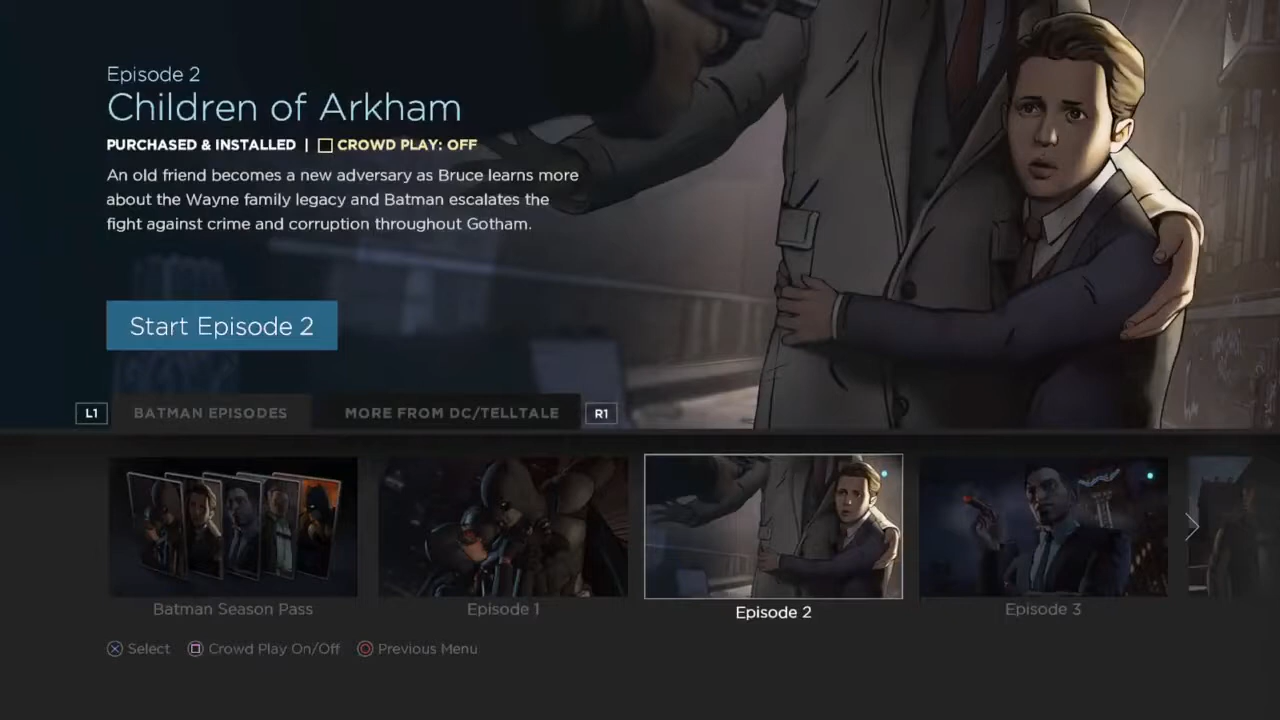 Episode 2
Children of Arkham
PURCHASED & INSTALLED | CROWD PLAY: OFF
An old friend becomes a new adversary as Bruce learns more
about the Wayne family legacy and Batman escalates the
fight against crime and corruption throughout Gotham.
Start Episode 2
L1 BATMAN EPISODES MORE FROM DC/TELLTALE R1
Batman Season Pass Episode 1 Episode 2 Episode 3
Select Crowd Play On/Off Previous Menu